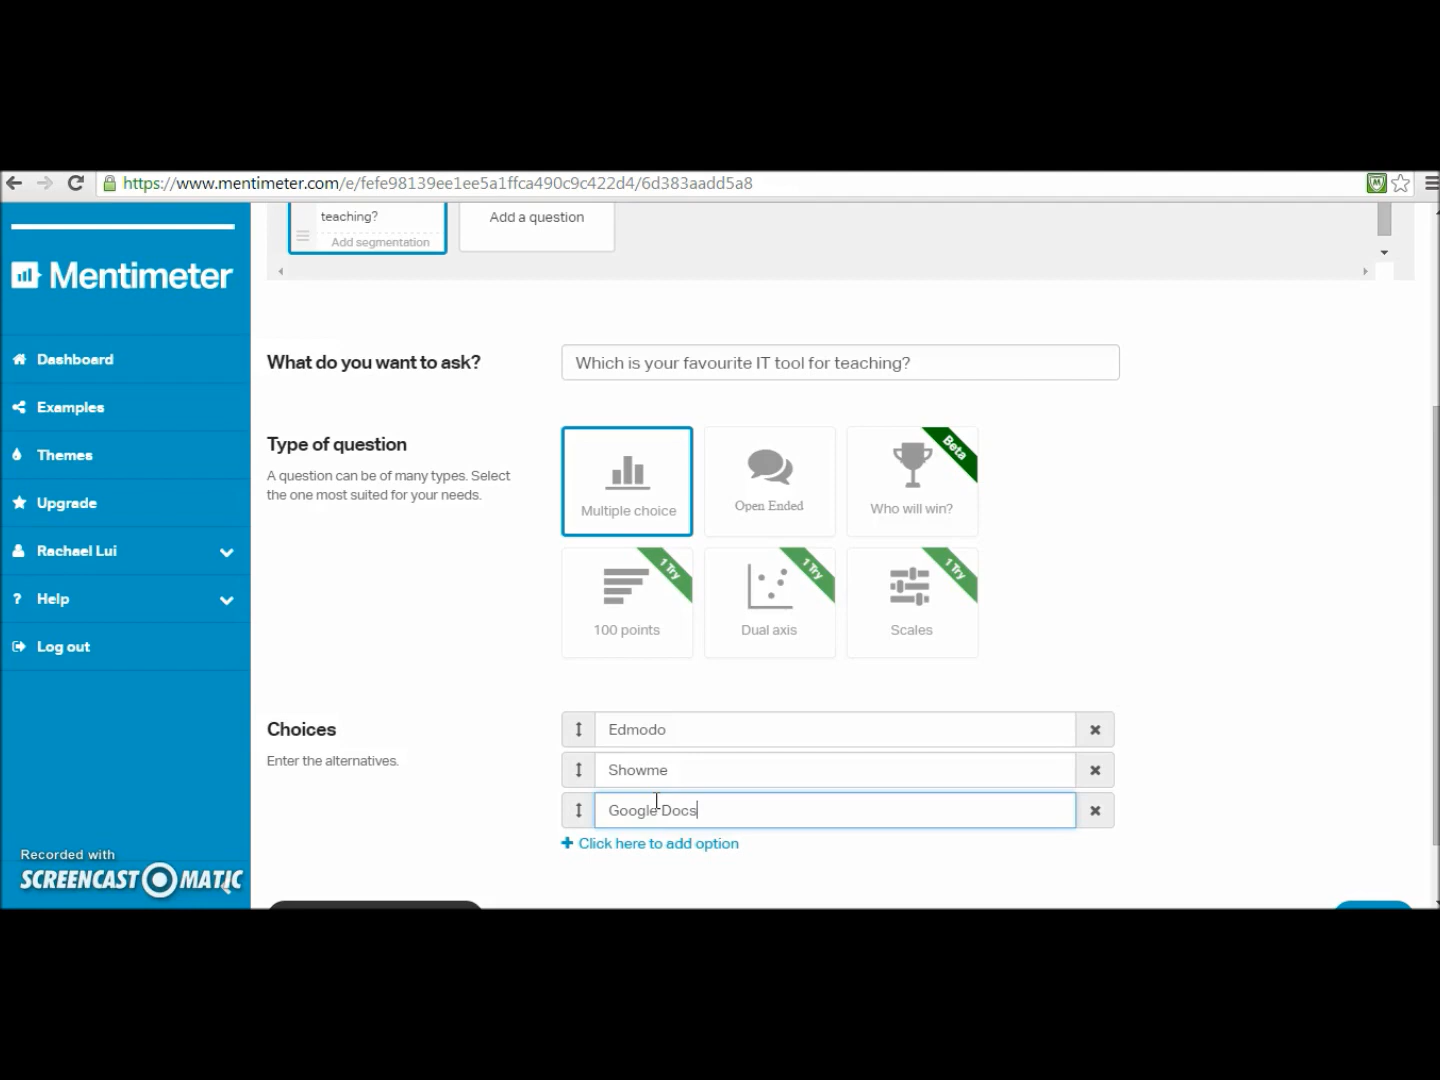 https://www.mentimeter.com/e/fefe98139ee1ee5a1ffca490c9c422d4/6d383aadd5a8
teaching?
Add segmentation
Add a question
Mentimeter
Dashboard
Examples
Themes
Upgrade
Rachael Lui
Help
Log out
What do you want to ask?
Which is your favourite IT tool for teaching?
Type of question
A question can be of many types. Select
the one most suited for your needs.
Multiple choice
Open Ended
Beta
Who will win?
1 Try
100 points
1 Try
Dual axis
1 Try
Scales
Choices
Enter the alternatives.
Edmodo
Showme
Google Docs
Click here to add option
Recorded with
SCREENCAST MATIC